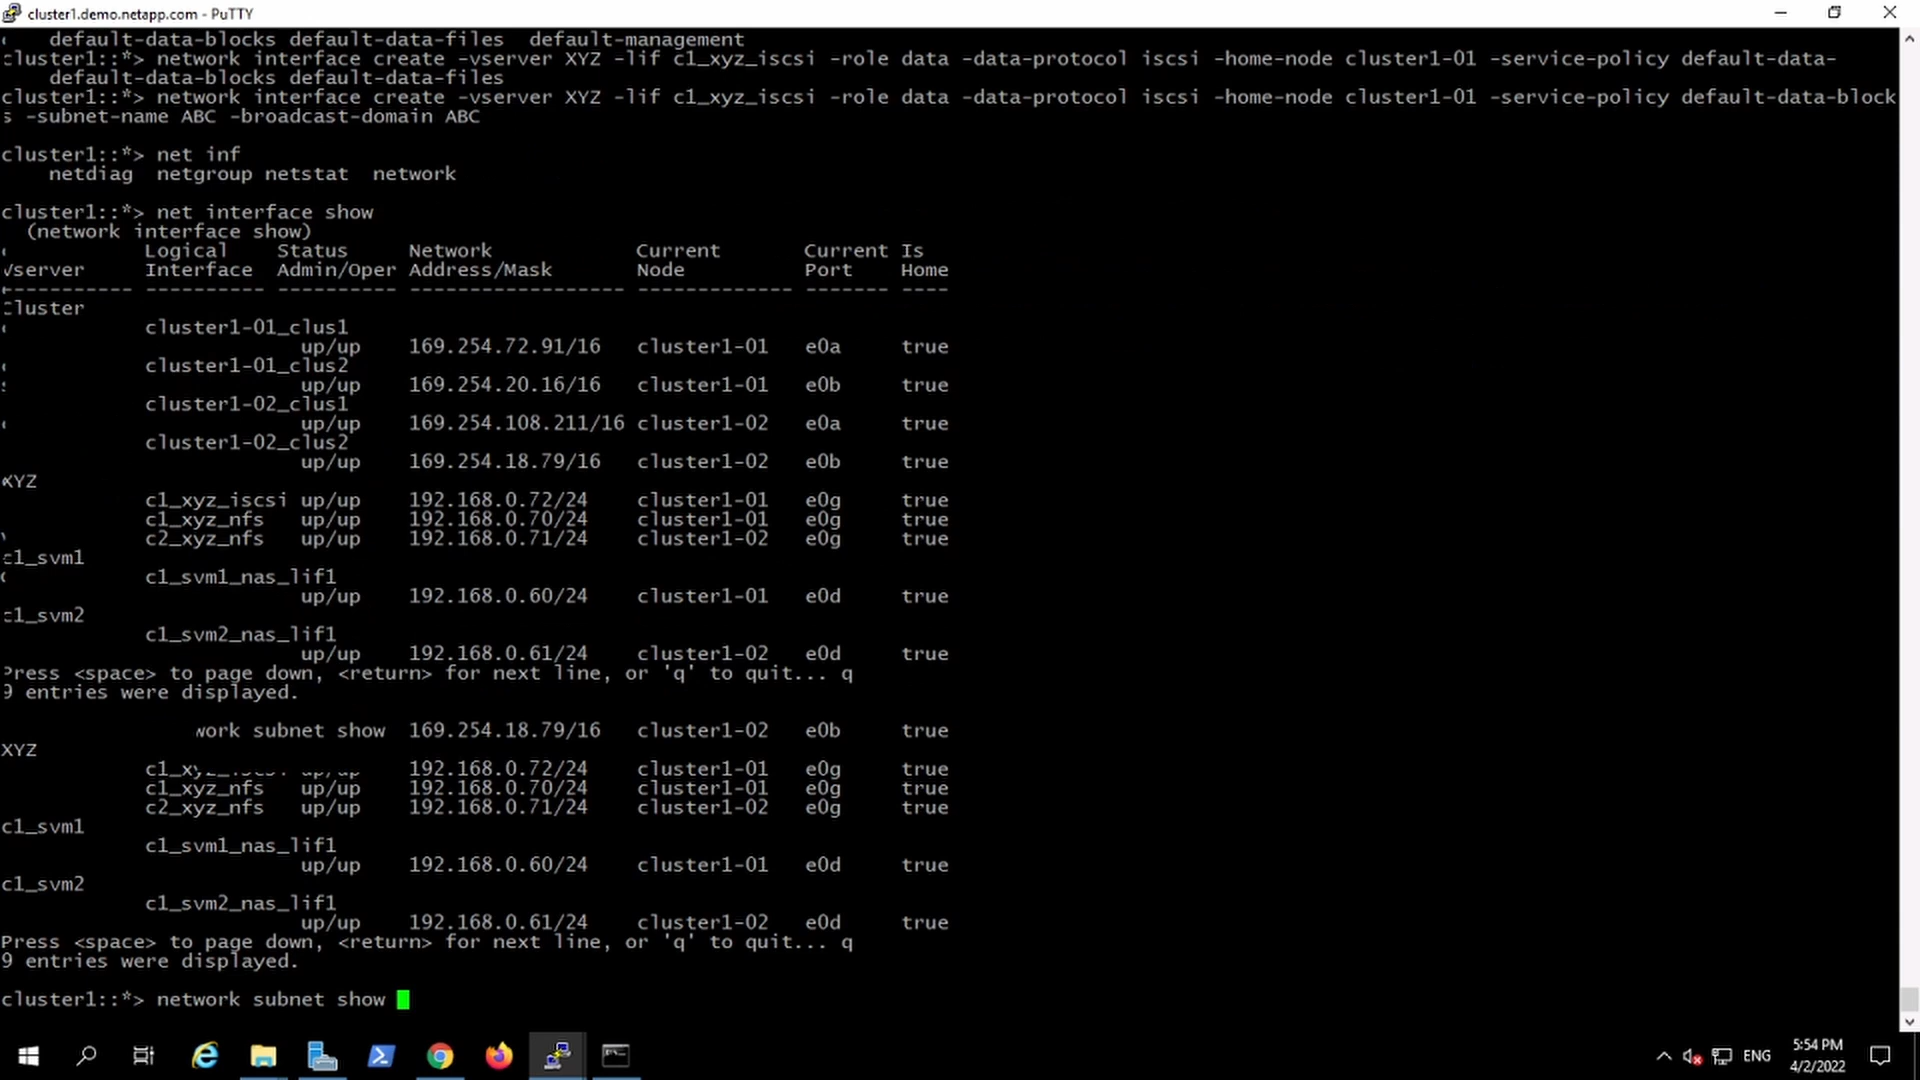 cluster1.demo.netapp.com - PuTTY
default-data-blocks default-data-files default-management
cluster1::*> network interface create -vserver XYZ -lif c1_xyz_iscsi -role data -data-protocol iscsi -home-node cluster1-01 -service-policy default-data-
default-data-blocks default-data-files
cluster1::*> network interface create -vserver XYZ -lif c1_xyz_iscsi -role data -data-protocol iscsi -home-node cluster1-01 -service-policy default-data-block
s -subnet-name ABC -broadcast-domain ABC
cluster1::*> net inf
netdiag netgroup netstat network
cluster1::*> net interface show
(network interface show)
Logical Status Network Current Current Is
Vserver Interface Admin/Oper Address/Mask Node Port Home
----------- ---------- ---------- ------------------ ------------- ------- ----
Cluster
cluster1-01_clus1
up/up 169.254.72.91/16 cluster1-01 e0a true
cluster1-01_clus2
up/up 169.254.20.16/16 cluster1-01 e0b true
cluster1-02_clus1
up/up 169.254.108.211/16 cluster1-02 e0a true
cluster1-02_clus2
up/up 169.254.18.79/16 cluster1-02 e0b true
XYZ
c1_xyz_iscsi up/up 192.168.0.72/24 cluster1-01 e0g true
c1_xyz_nfs up/up 192.168.0.70/24 cluster1-01 e0g true
c2_xyz_nfs up/up 192.168.0.71/24 cluster1-02 e0g true
c1_svm1
c1_svm1_nas_lif1
up/up 192.168.0.60/24 cluster1-01 e0d true
c1_svm2
c1_svm2_nas_lif1
up/up 192.168.0.61/24 cluster1-02 e0d true
Press <space> to page down, <return> for next line, or 'q' to quit... q
9 entries were displayed.
work subnet show 169.254.18.79/16 cluster1-02 e0b true
XYZ
192.168.0.72/24 cluster1-01 e0g true
c1_xyz_nfs up/up 192.168.0.70/24 cluster1-01 e0g true
c2_xyz_nfs up/up 192.168.0.71/24 cluster1-02 e0g true
c1_svm1
c1_svm1_nas_lif1
up/up 192.168.0.60/24 cluster1-01 e0d true
c1_svm2
c1_svm2_nas_lif1
up/up 192.168.0.61/24 cluster1-02 e0d true
Press <space> to page down, <return> for next line, or 'q' to quit... q
9 entries were displayed.
cluster1::*> network subnet show
ENG
5:54 PM
4/2/2022